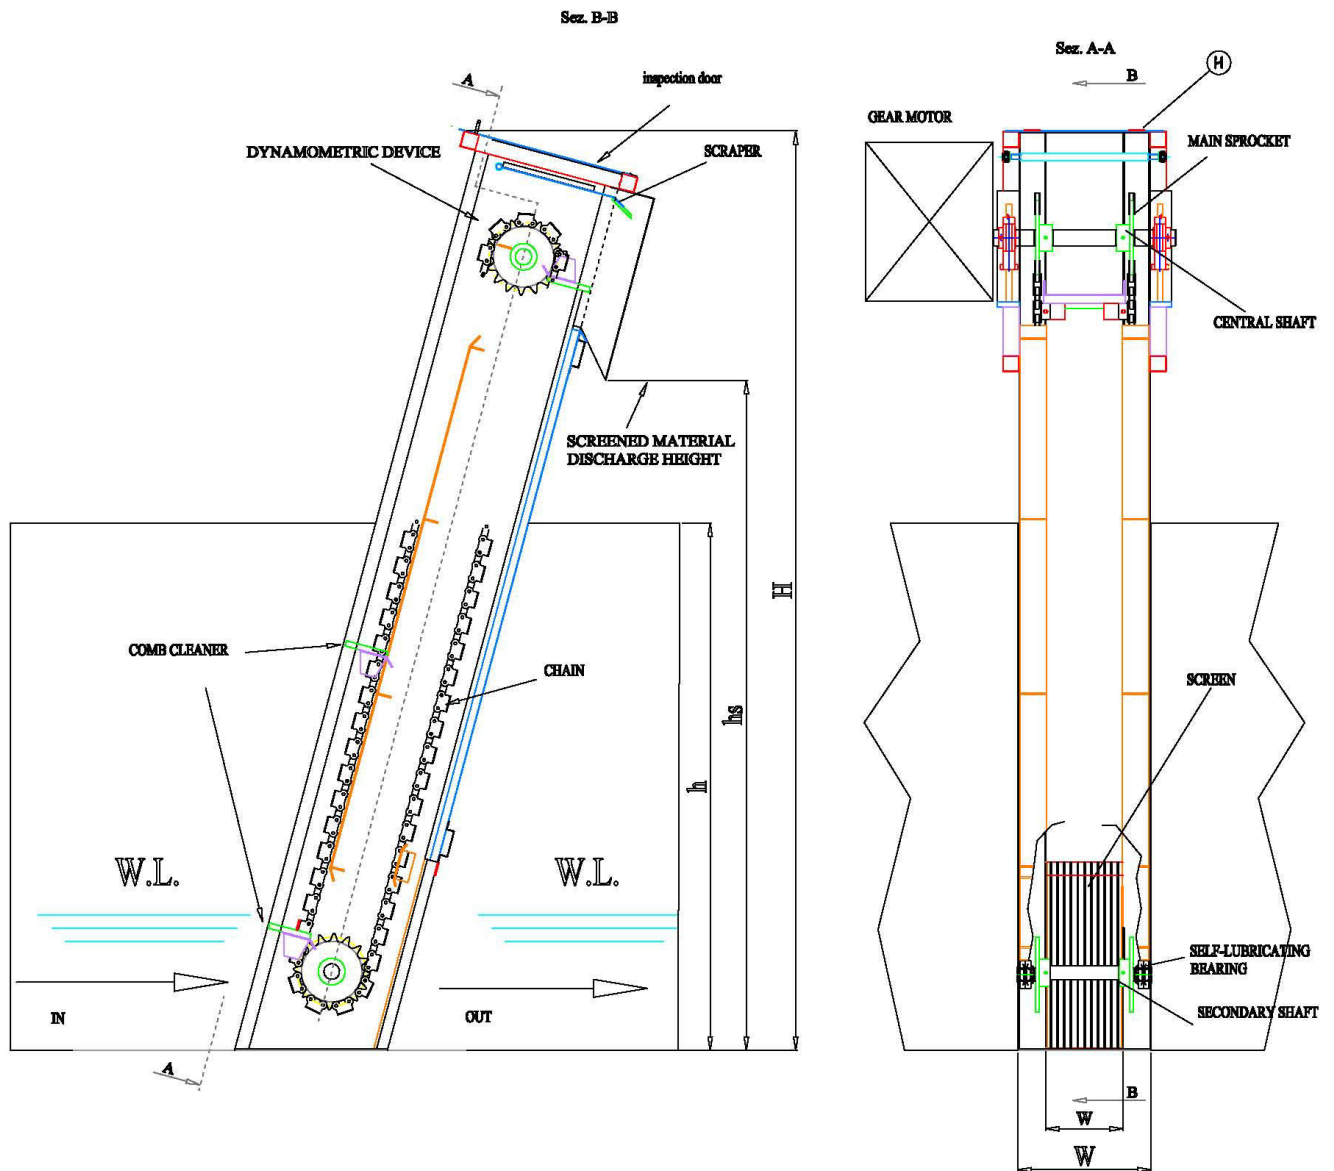 Sez. B-B
Sez. A-A
A
inspection door
B
H
GEAR MOTOR
DYNAMOMETRIC DEVICE
SCRAPER
MAIN SPROCKET
CENTRAL SHAFT
SCREENED MATERIAL
DISCHARGE HEIGHT
H
COMB CLEANER
CHAIN
SCREEN
hs
h
W.L.
W.L.
SELF-LUBRICATING
BEARING
IN
OUT
SECONDARY SHAFT
A
B
W
W